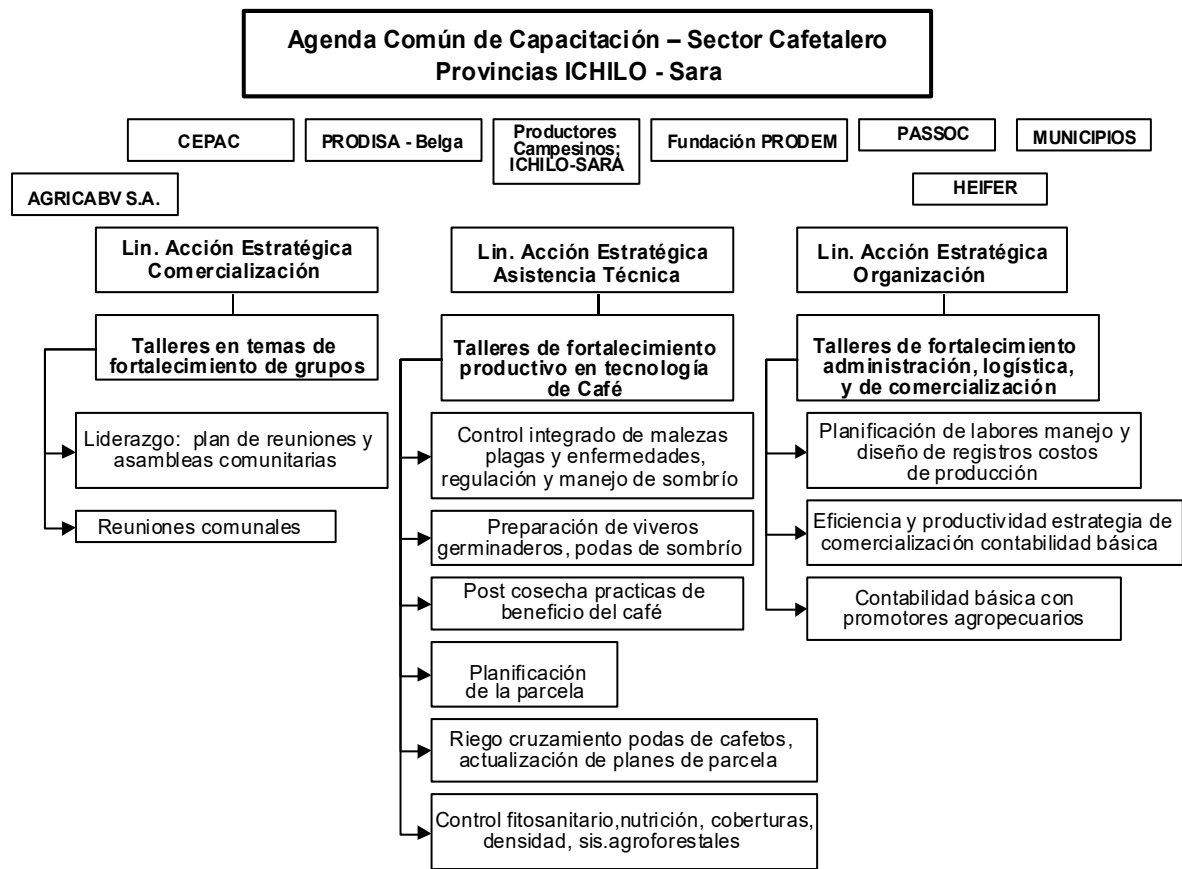 Agenda Común de Capacitación – Sector Cafetalero
Provincias ICHILO - Sara
CEPAC
PRODISA - Belga
Productores
Campesinos;
ICHILO-SARA
Fundación PRODEM
PASSOC
MUNICIPIOS
AGRICABV S.A.
HEIFER
Lin. Acción Estratégica
Comercialización
Talleres en temas de
fortalecimiento de grupos
Liderazgo: plan de reuniones y
asambleas comunitarias
Reuniones comunales
Lin. Acción Estratégica
Asistencia Técnica
Talleres de fortalecimiento
productivo en tecnología
de Café
Control integrado de malezas
plagas y enfermedades,
regulación y manejo de sombrío
Preparación de viveros
germinaderos, podas de sombrío
Post cosecha practicas de
beneficio del café
Planificación
de la parcela
Riego cruzamiento podas de cafetos,
actualización de planes de parcela
Control fitosanitario,nutrición, coberturas,
densidad, sis.agroforestales
Lin. Acción Estratégica
Organización
Talleres de fortalecimiento
administración, logística,
y de comercialización
Planificación de labores manejo y
diseño de registros costos
de producción
Eficiencia y productividad estrategia de
comercialización contabilidad básica
Contabilidad básica con
promotores agropecuarios